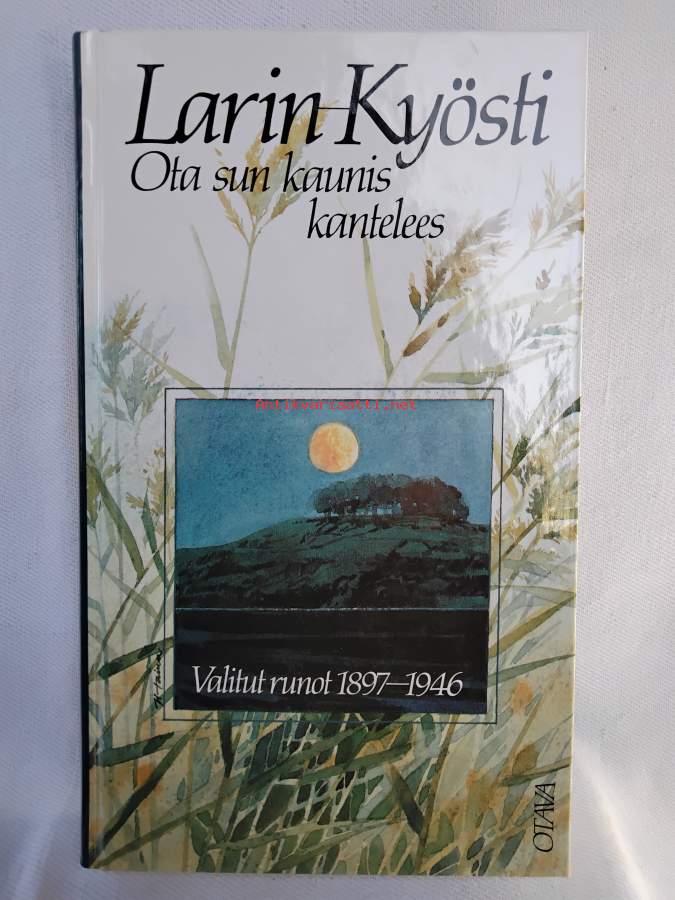 Larin-Kyösti
Ota sun kaunis
kantelees
Antikvariaatti.net
Valitut runot 1897–1946
OTAVA